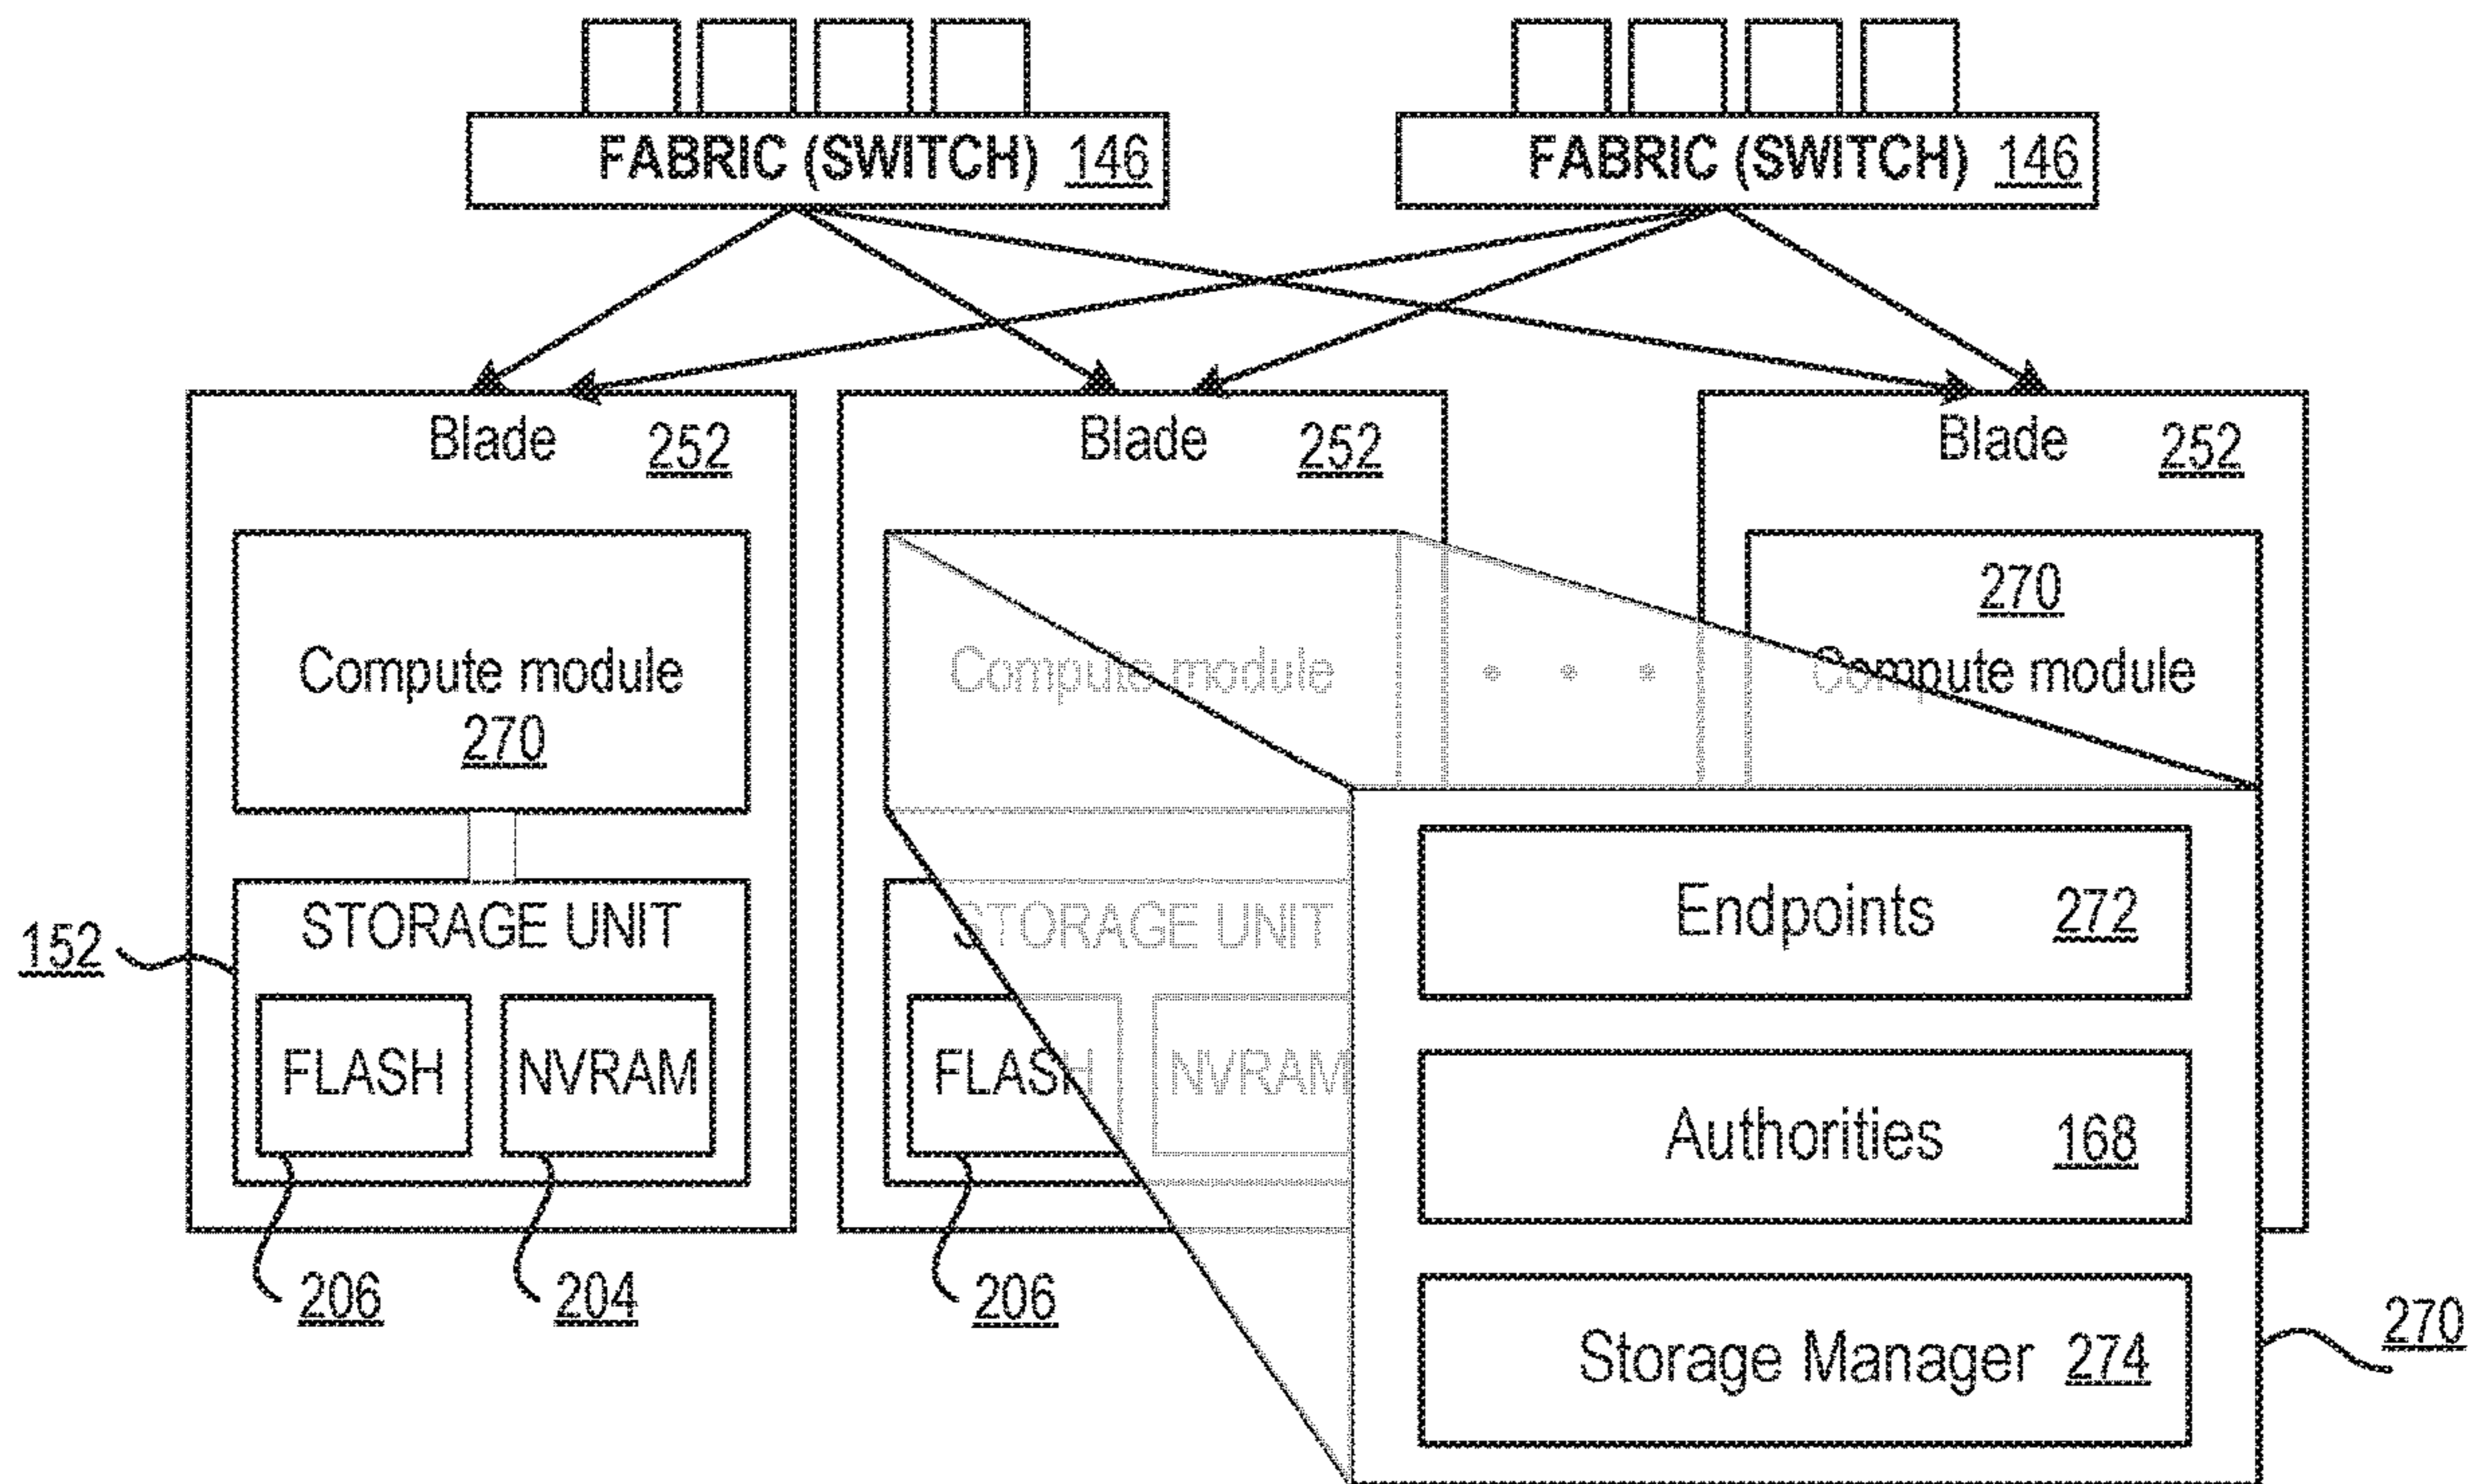 FABRIC (SWITCH) 146
FABRIC (SWITCH) 146
Blade 252
Blade 252
Blade 252
Compute module
270
Compute module
270
Compute module
152
STORAGE UNIT
FLASH
NVRAM
206
204
STORAGE UNIT
FLASH
NVRAM
206
Endpoints 272
Authorities 168
Storage Manager 274
270